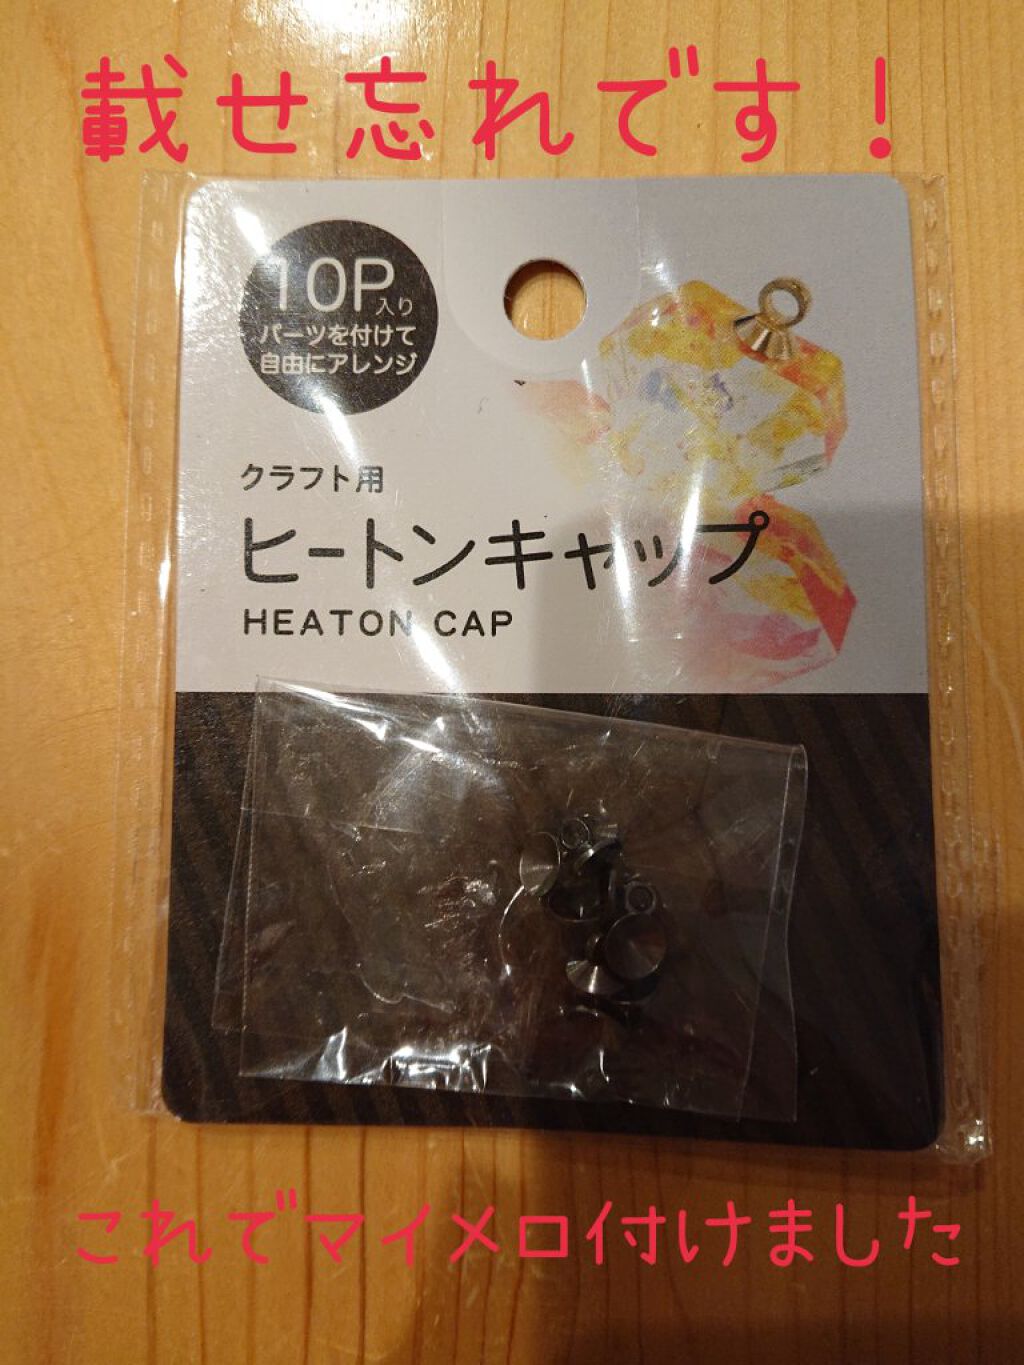 載せ忘れです！
10P入り
パーツを付けて
自由にアレンジ
クラフト用
ヒートンキャップ
HEATON CAP
これでマイメロ付けました